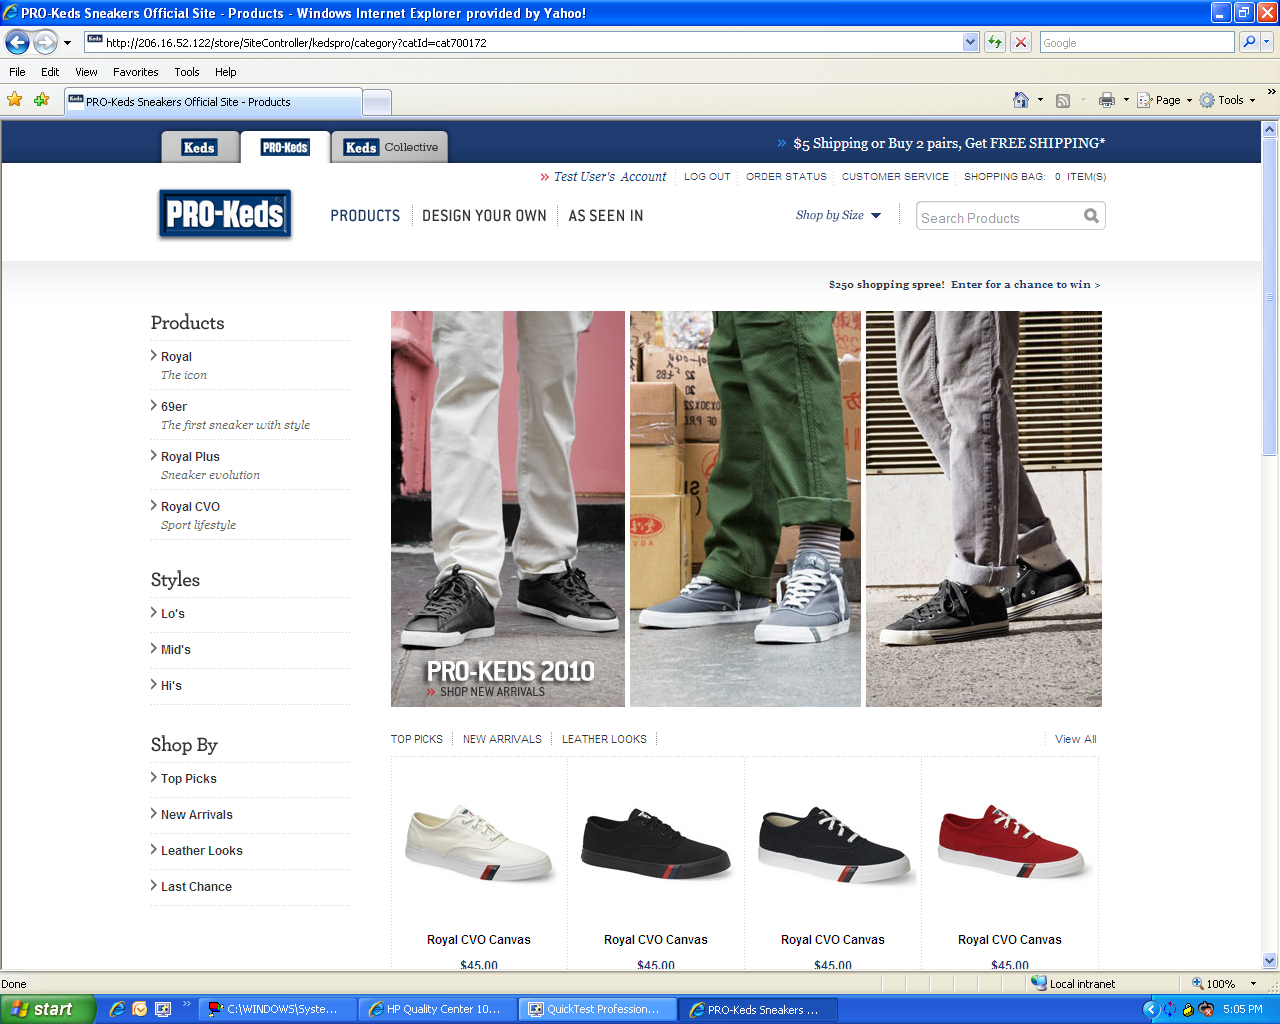 PRO-Keds Sneakers Official Site - Products - Windows Internet Explorer provided by Yahoo!
http://206.16.52.122/store/SiteController/kedspro/category?catId=cat700172
Google
File Edit View Favorites Tools Help
PRO-Keds Sneakers Official Site - Products
Page Tools
Keds PRO-Keds Keds Collective
» $5 Shipping or Buy 2 pairs, Get FREE SHIPPING*
» Test User's Account LOG OUT ORDER STATUS CUSTOMER SERVICE SHOPPING BAG: 0 ITEM(S)
PRO-Keds
PRODUCTS DESIGN YOUR OWN AS SEEN IN
Shop by Size
Search Products
$250 shopping spree! Enter for a chance to win >
Products
Royal
The icon
69er
The first sneaker with style
Royal Plus
Sneaker evolution
Royal CVO
Sport lifestyle
Styles
Lo's
Mid's
Hi's
Shop By
Top Picks
New Arrivals
Leather Looks
Last Chance
PRO-KEDS 2010
» SHOP NEW ARRIVALS
TOP PICKS NEW ARRIVALS LEATHER LOOKS View All
Royal CVO Canvas Royal CVO Canvas Royal CVO Canvas Royal CVO Canvas
$45.00 $45.00 $45.00 $45.00
Done Local intranet 100%
start C:\WINDOWS\Syste... HP Quality Center 10... QuickTest Profession... PRO-Keds Sneakers ... 5:05 PM